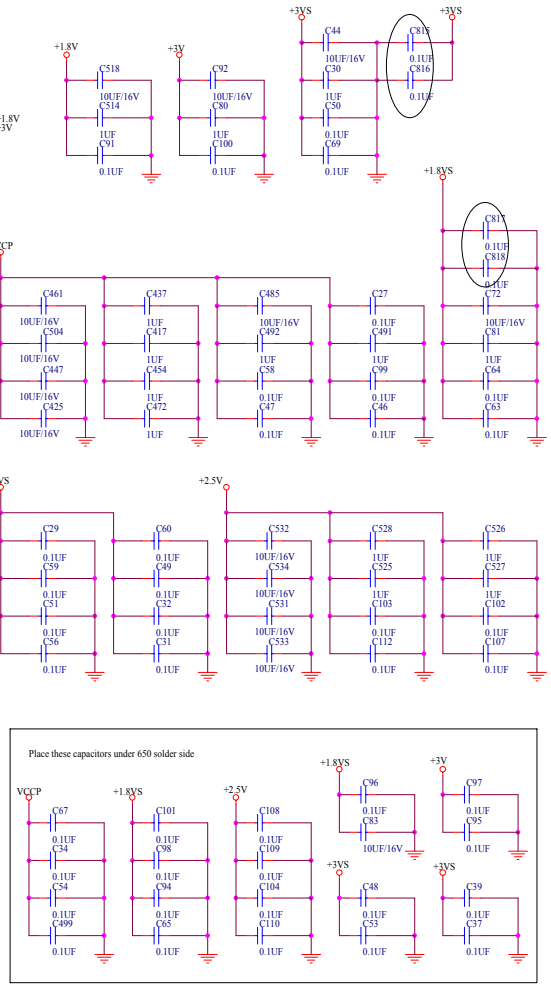 +3VS
+3VS
C44
C815
+1.8V
+3V
10UF/16V
0.1UF
C518
C92
C30
C816
10UF/16V
10UF/16V
1UF
0.1UF
C514
C80
C50
+1.8V
+3V
1UF
1UF
0.1UF
C91
C100
C69
0.1UF
0.1UF
0.1UF
+1.8VS
C817
0.1UF
C818
0.1UF
CCP
C461
C437
C485
C27
C72
10UF/16V
1UF
10UF/16V
0.1UF
10UF/16V
C504
C417
C492
C491
C81
10UF/16V
1UF
1UF
1UF
1UF
C447
C454
C58
C99
C64
10UF/16V
1UF
0.1UF
0.1UF
0.1UF
C425
C472
C47
C46
C63
10UF/16V
1UF
0.1UF
0.1UF
0.1UF
VS
+2.5V
C29
C60
C532
C528
C526
0.1UF
0.1UF
10UF/16V
1UF
1UF
C59
C49
C534
C525
C527
0.1UF
0.1UF
10UF/16V
1UF
1UF
C51
C32
C531
C103
C102
0.1UF
0.1UF
10UF/16V
0.1UF
0.1UF
C56
C31
C533
C112
C107
0.1UF
0.1UF
10UF/16V
0.1UF
0.1UF
Place these capacitors under 650 solder side
+1.8VS
+3V
C96
C97
0.1UF
0.1UF
C83
C95
10UF/16V
0.1UF
VCCP
+1.8VS
+2.5V
C67
C101
C108
0.1UF
0.1UF
0.1UF
C34
C98
C109
0.1UF
0.1UF
0.1UF
C54
C94
C104
0.1UF
0.1UF
0.1UF
C499
C65
C110
0.1UF
0.1UF
0.1UF
+3VS
+3VS
C48
C39
0.1UF
0.1UF
C53
C37
0.1UF
0.1UF